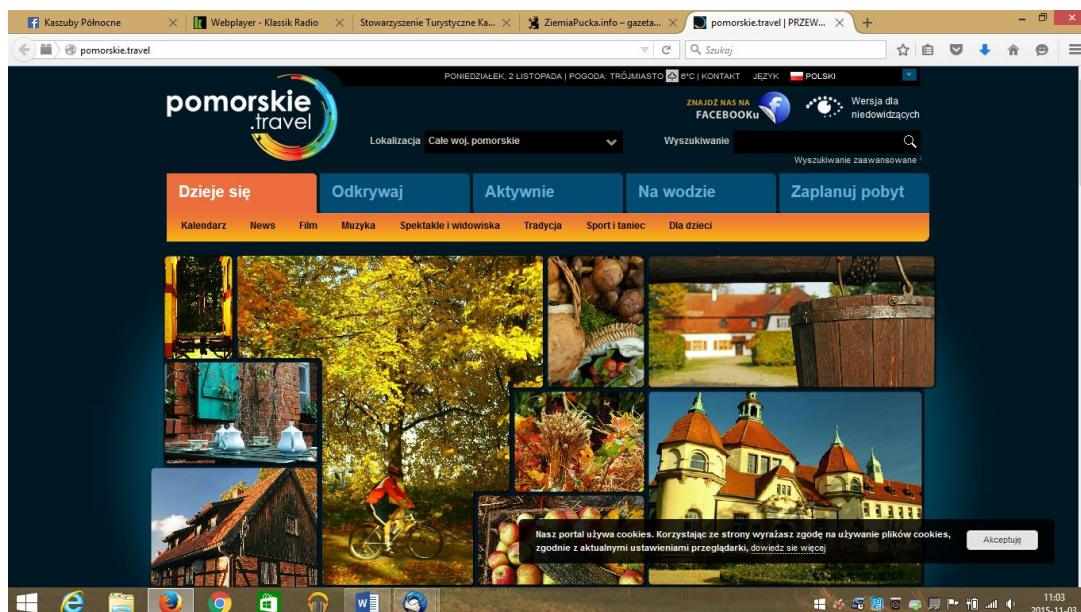 Kaszuby Północne
Webplayer - Klassik Radio
Stowarzyszenie Turystyczne Ka...
ZiemiaPucka.info – gazeta...
pomorskie.travel | PRZEW...
pomorskie.travel
Szukaj
PONIEDZIAŁEK, 2 LISTOPADA | POGODA: TRÓJMIASTO 6°C | KONTAKT JĘZYK POLSKI
pomorskie
.travel
ZNAJDŹ NAS NA
FACEBOOKu
Wersja dla
niedowidzących
Lokalizacja Całe woj. pomorskie
Wyszukiwanie
Wyszukiwanie zaawansowane
Dzieje się
Odkrywaj
Aktywnie
Na wodzie
Zaplanuj pobyt
Kalendarz News Film Muzyka Spektakle i widowiska Tradycja Sport i taniec Dla dzieci
Nasz portal używa cookies. Korzystając ze strony wyrażasz zgodę na używanie plików cookies,
zgodnie z aktualnymi ustawieniami przeglądarki, dowiedz sie więcej
Akceptuję
11:03
2015-11-03